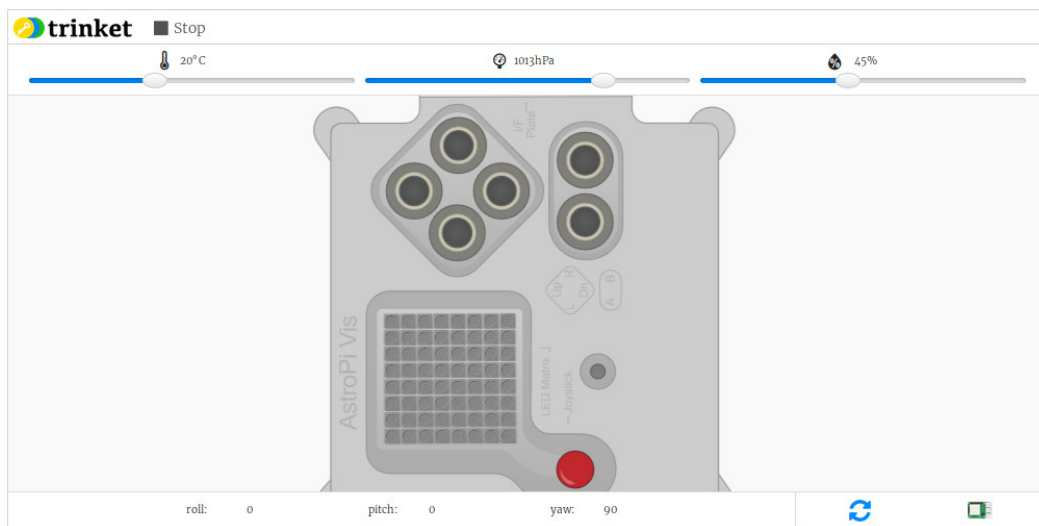 trinket Stop
20°C 1013hPa 45%
I/F
Plate
Up R
L Dn
A B
AstroPi Vis
LED Matrix
Joystick
roll: 0 pitch: 0 yaw: 90